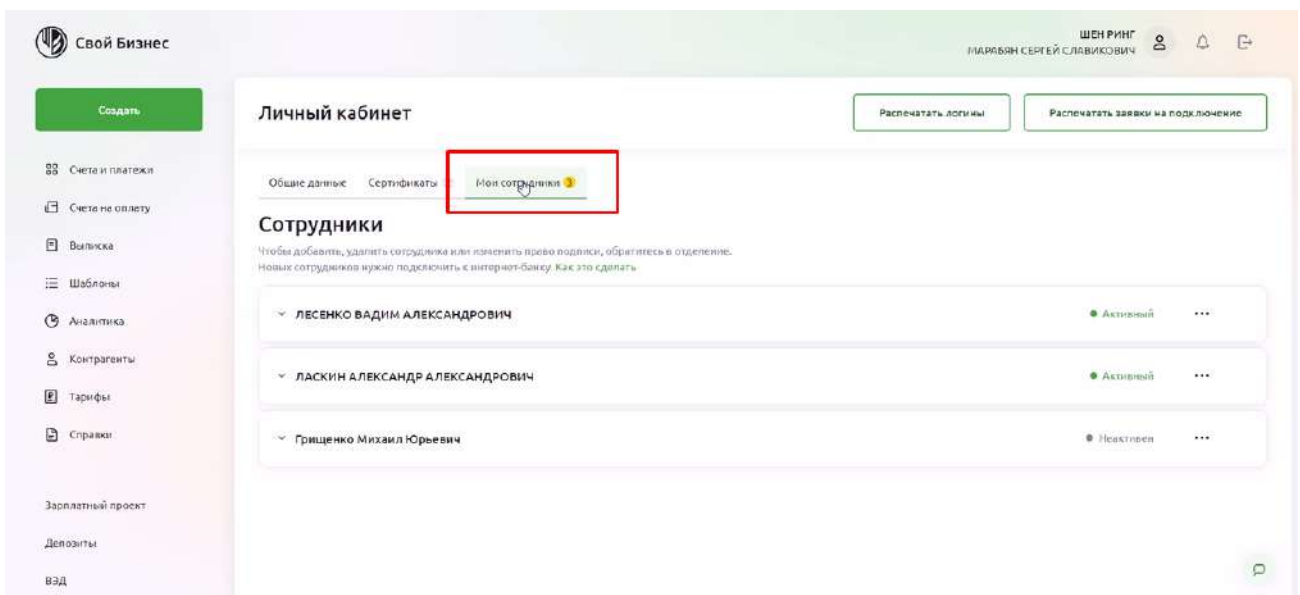 Свой Бизнес
ШЕН РИНГ
МАРАБЯН СЕРГЕЙ СЛАВИКОВИЧ
Создать
Личный кабинет
Распечатать логины
Распечатать заявки на подключение
Счета и платежи
Счета на оплату
Выписка
Шаблоны
Аналитика
Контрагенты
Тарифы
Справки
Зарплатный проект
Депозиты
ВЭД
Общие данные
Сертификаты
Мои сотрудники 3
Сотрудники
Чтобы добавить, удалить сотрудника или изменить право подписи, обратитесь в отделение.
Новых сотрудников нужно подключить к интернет-банку. Как это сделать
ЛЕСЕНКО ВАДИМ АЛЕКСАНДРОВИЧ
Активный
ЛАСКИН АЛЕКСАНДР АЛЕКСАНДРОВИЧ
Активный
Грищенко Михаил Юрьевич
Неактивен